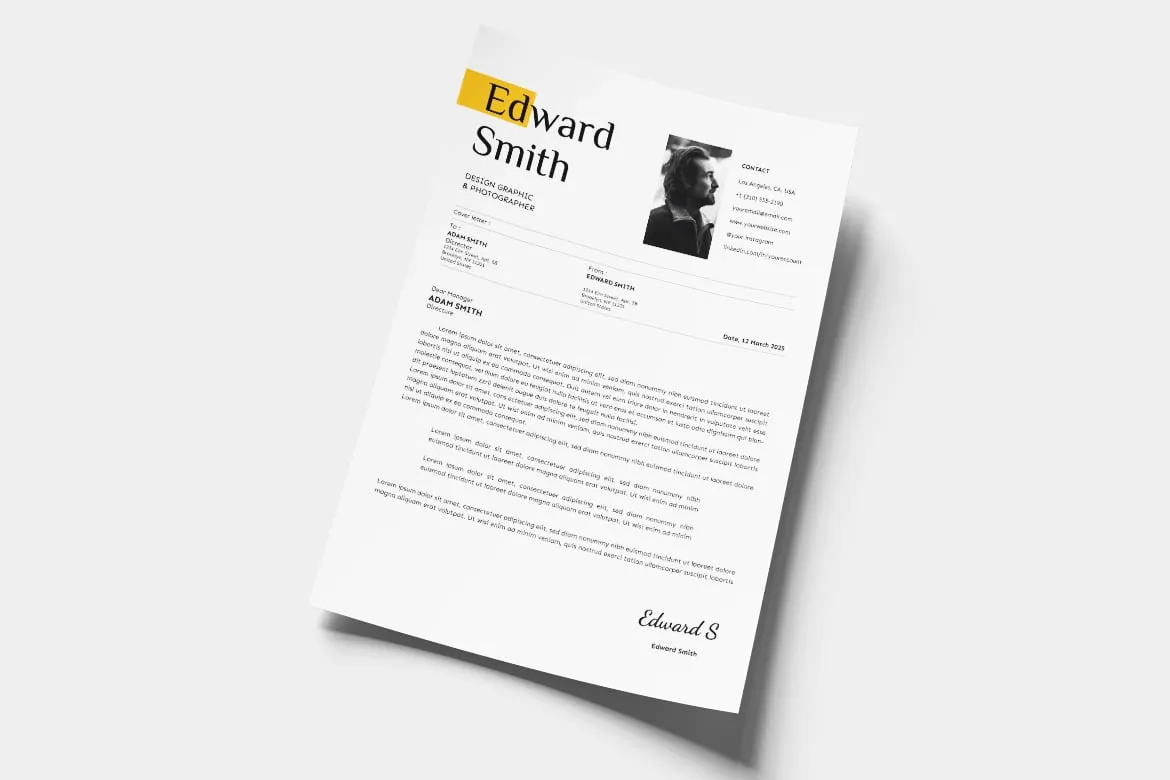 Edward
Smith
DESIGN GRAPHIC
& PHOTOGRAPHER
CONTACT
Los Angeles, CA, USA
+1 (310) 555-2190
youremail@email.com
www.yourwebsite.com
@your.instagram
linkedin.com/in/youraccount
Cover letter :
To :
ADAM SMITH
Director
1234 Elm Street, Apt. 5B
Brooklyn, NY 11201
United States
From :
EDWARD SMITH
1234 Elm Street, Apt. 5B
Brooklyn, NY 11201
United States
Date, 12 March 2025
Dear Manager
ADAM SMITH
Directure
Lorem ipsum dolor sit amet, consectetuer adipiscing elit, sed diam nonummy nibh euismod tincidunt ut laoreet
dolore magna aliquam erat volutpat. Ut wisi enim ad minim veniam, quis nostrud exerci tation ullamcorper suscipit
lobortis nisl ut aliquip ex ea commodo consequat. Duis autem vel eum iriure dolor in hendrerit in vulputate velit esse
molestie consequat, vel illum dolore eu feugiat nulla facilisis at vero eros et accumsan et iusto odio dignissim qui blan-
dit praesent luptatum zzril delenit augue duis dolore te feugait nulla facilisi.
Lorem ipsum dolor sit amet, cons ectetuer adipiscing elit, sed diam nonummy nibh euismod tincidunt ut laoreet dolore
magna aliquam erat volutpat. Ut wisi enim ad minim veniam, quis nostrud exerci tation ullamcorper suscipit lobortis
nisl ut aliquip ex ea commodo consequat.
Lorem ipsum dolor sit amet, consectetuer adipiscing elit, sed diam nonummy nibh euismod tincidunt ut laoreet dolore
Lorem ipsum dolor sit amet, consectetuer adipiscing elit, sed diam nonummy nibh
euismod tincidunt ut laoreet dolore magna aliquam erat volutpat. Ut wisi enim ad minim
Lorem ipsum dolor sit amet, consectetuer adipiscing elit, sed diam nonummy nibh
euismod tincidunt ut laoreet dolore magna aliquam erat volutpat. Ut wisi enim ad minim
Lorem ipsum dolor sit amet, consectetuer adipiscing elit, sed diam nonummy nibh euismod tincidunt ut laoreet dolore
magna aliquam erat volutpat. Ut wisi enim ad minim veniam, quis nostrud exerci tation ullamcorper suscipit lobortis
Edward S
Edward Smith